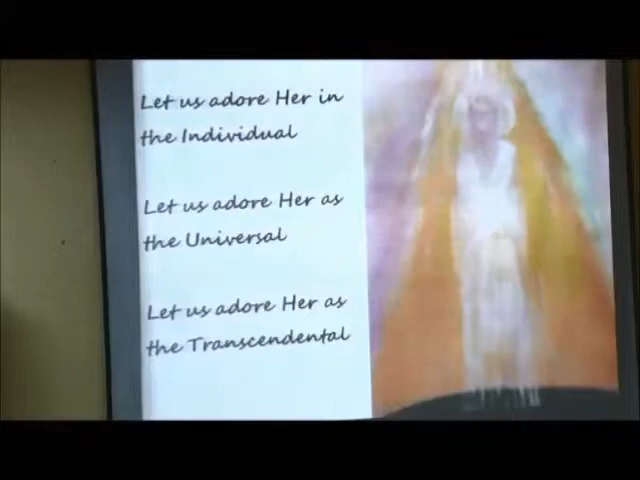 Let us adore Her in
the Individual
Let us adore Her as
the Universal
Let us adore Her as
the Transcendental